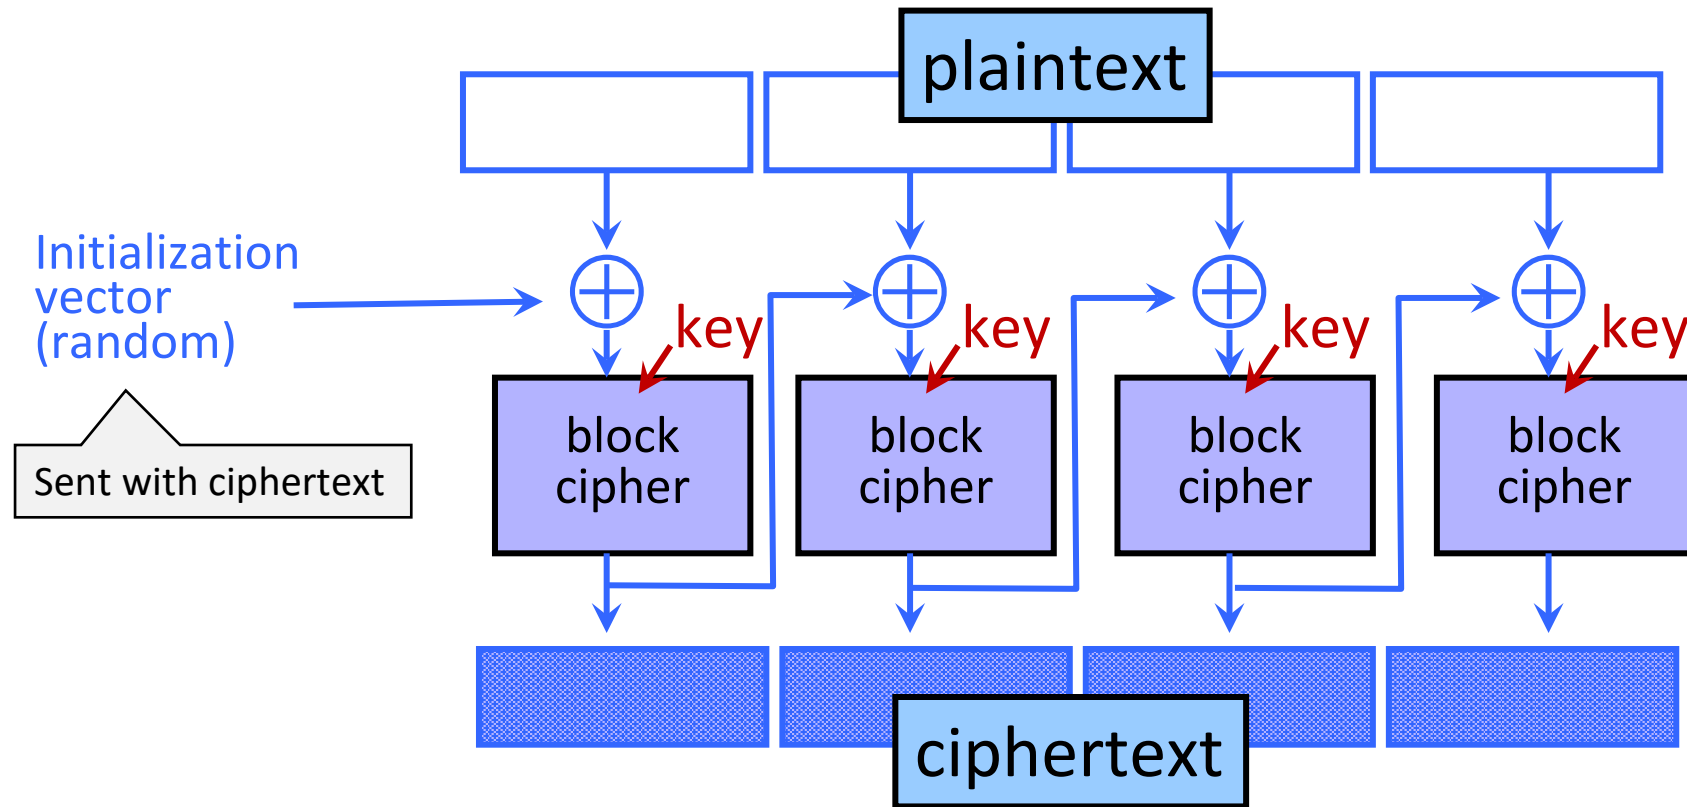 plaintext
Initialization
vector
(random)
key
key
key
key
block
cipher
block
cipher
block
cipher
block
cipher
Sent with ciphertext
ciphertext